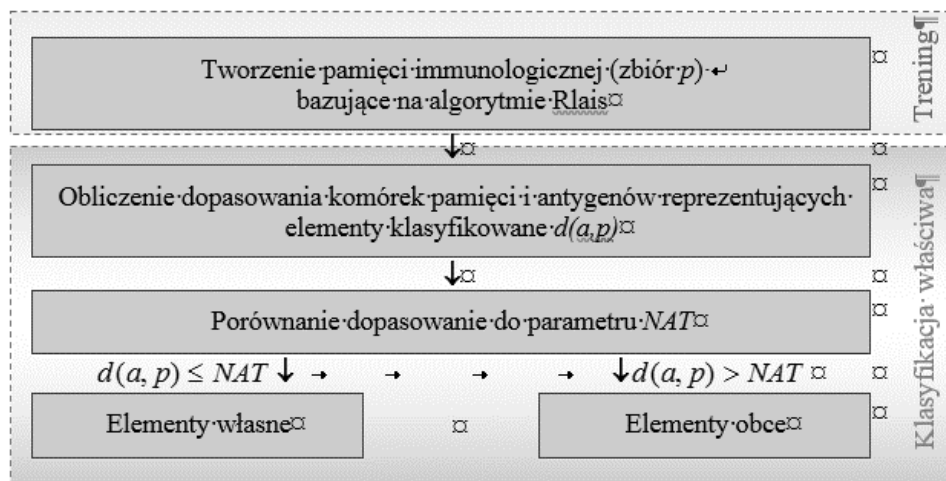 Tworzenie·pamięci·immunologicznej·(zbiór·p)·↵
bazujące·na·algorytmie·Rlais¤
¤
Trening¶
↓¤
¤
Obliczenie·dopasowania·komórek·pamięci·i·antygenów·reprezentujących·
elementy·klasyfikowane·d(a,p)¤
¤
↓¤
¤
Porównanie·dopasowanie·do·parametru·NAT¤
¤
d(a, p) ≤ NAT ↓ → → → → ↓d(a, p) > NAT ¤
¤
Elementy·własne¤
¤
Elementy·obce¤
¤
Klasyfikacja· właściwa¶